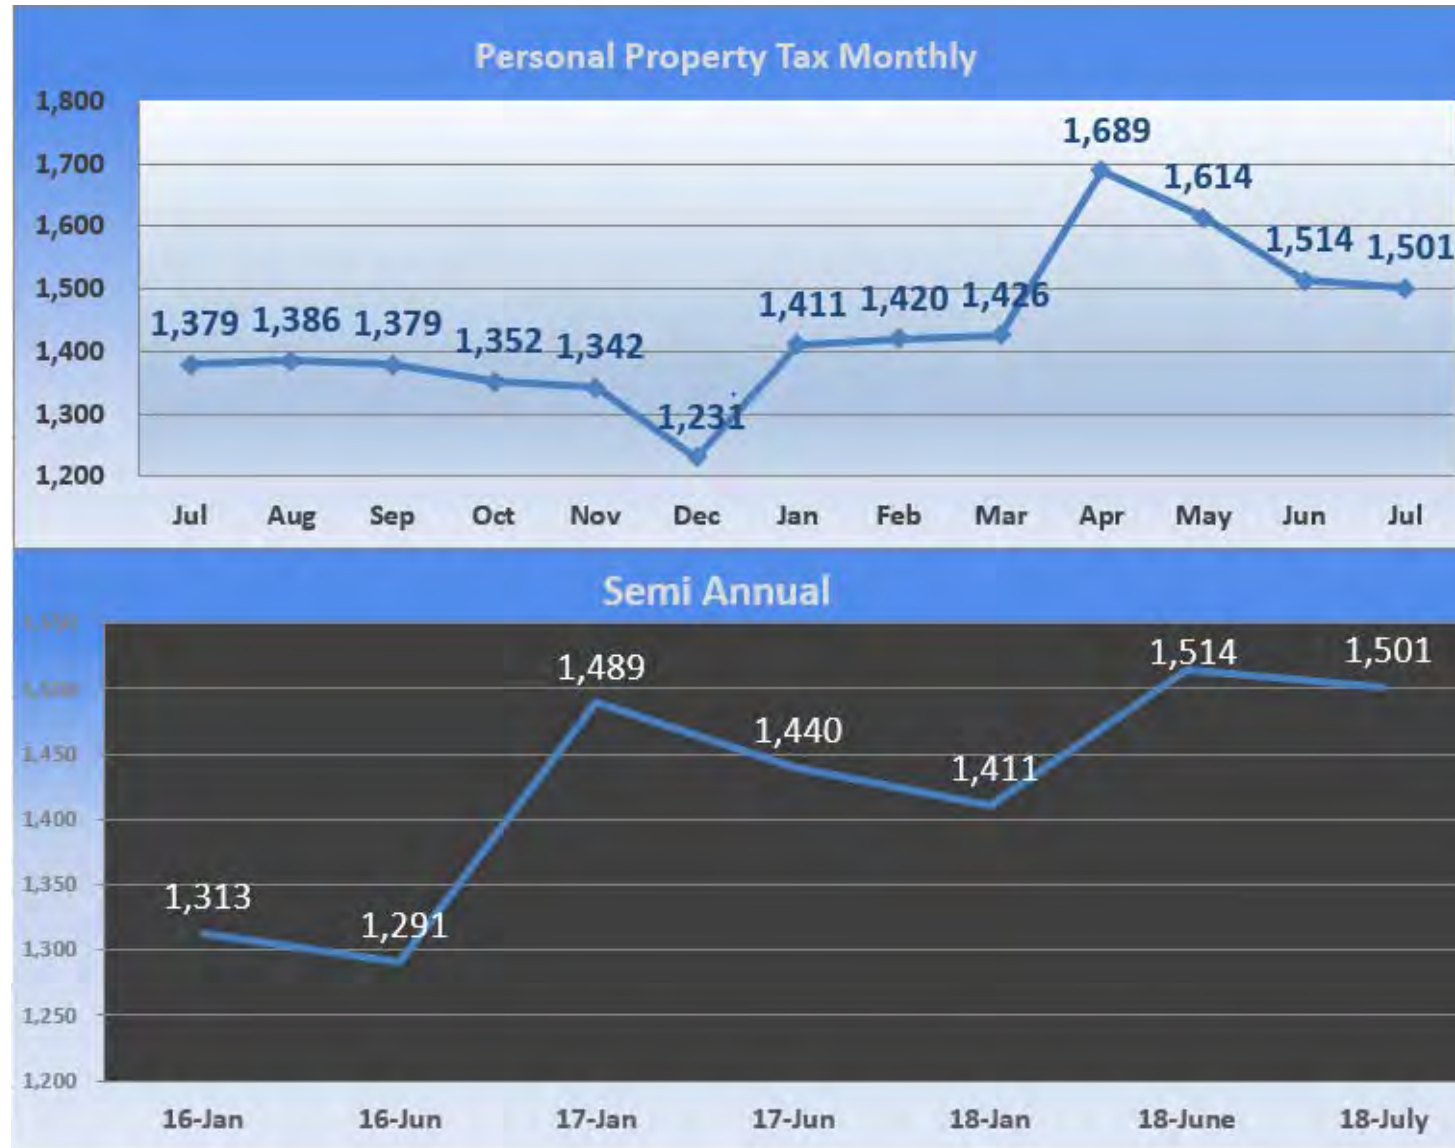 Personal Property Tax Monthly
1,800
1,700
1,600
1,500
1,400
1,300
1,200
1,379 1,386 1,379 1,352 1,342 1,231 1,411 1,420 1,426 1,689 1,614 1,514 1,501
Jul Aug Sep Oct Nov Dec Jan Feb Mar Apr May Jun Jul
Semi Annual
1,500
1,450
1,400
1,350
1,300
1,250
1,200
1,313 1,291 1,489 1,440 1,411 1,514 1,501
16-Jan 16-Jun 17-Jan 17-Jun 18-Jan 18-June 18-July